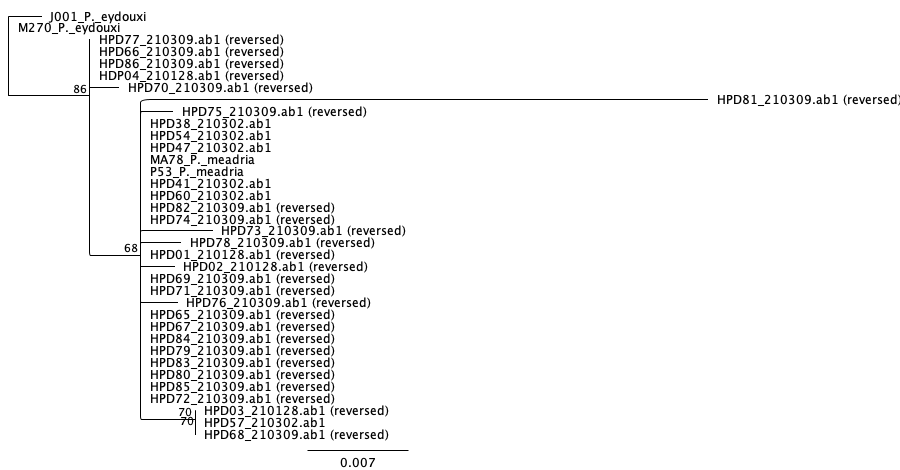 J001_P._eydouxi
M270_P._eydouxi
HPD77_210309.ab1 (reversed)
HPD66_210309.ab1 (reversed)
HPD86_210309.ab1 (reversed)
HDP04_210128.ab1 (reversed)
86
HPD70_210309.ab1 (reversed)
HPD81_210309.ab1 (reversed)
HPD75_210309.ab1 (reversed)
HPD38_210302.ab1
HPD54_210302.ab1
HPD47_210302.ab1
MA78_P._meadria
P53_P._meadria
HPD41_210302.ab1
HPD60_210302.ab1
HPD82_210309.ab1 (reversed)
HPD74_210309.ab1 (reversed)
HPD73_210309.ab1 (reversed)
68
HPD78_210309.ab1 (reversed)
HPD01_210128.ab1 (reversed)
HPD02_210128.ab1 (reversed)
HPD69_210309.ab1 (reversed)
HPD71_210309.ab1 (reversed)
HPD76_210309.ab1 (reversed)
HPD65_210309.ab1 (reversed)
HPD67_210309.ab1 (reversed)
HPD84_210309.ab1 (reversed)
HPD79_210309.ab1 (reversed)
HPD83_210309.ab1 (reversed)
HPD80_210309.ab1 (reversed)
HPD85_210309.ab1 (reversed)
HPD72_210309.ab1 (reversed)
70
HPD03_210128.ab1 (reversed)
70
HPD57_210302.ab1
HPD68_210309.ab1 (reversed)
0.007